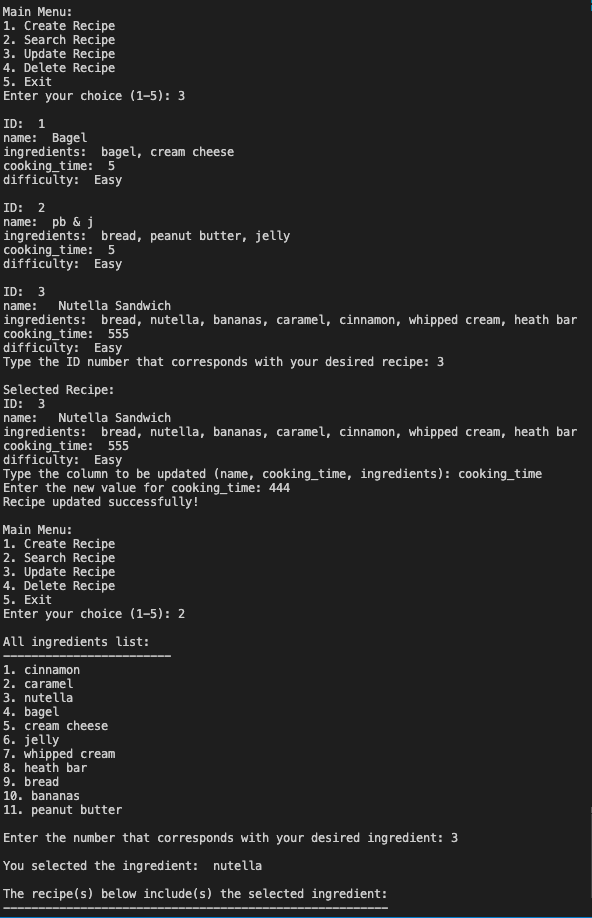 Main Menu:
1. Create Recipe
2. Search Recipe
3. Update Recipe
4. Delete Recipe
5. Exit
Enter your choice (1-5): 3

ID:  1
name:  Bagel
ingredients:  bagel, cream cheese
cooking_time:  5
difficulty:  Easy

ID:  2
name:  pb & j
ingredients:  bread, peanut butter, jelly
cooking_time:  5
difficulty:  Easy

ID:  3
name:   Nutella Sandwich
ingredients:  bread, nutella, bananas, caramel, cinnamon, whipped cream, heath bar
cooking_time:  555
difficulty:  Easy
Type the ID number that corresponds with your desired recipe: 3

Selected Recipe:
ID:  3
name:   Nutella Sandwich
ingredients:  bread, nutella, bananas, caramel, cinnamon, whipped cream, heath bar
cooking_time:  555
difficulty:  Easy
Type the column to be updated (name, cooking_time, ingredients): cooking_time
Enter the new value for cooking_time: 444
Recipe updated successfully!

Main Menu:
1. Create Recipe
2. Search Recipe
3. Update Recipe
4. Delete Recipe
5. Exit
Enter your choice (1-5): 2

All ingredients list:
------------------------
1. cinnamon
2. caramel
3. nutella
4. bagel
5. cream cheese
6. jelly
7. whipped cream
8. heath bar
9. bread
10. bananas
11. peanut butter

Enter the number that corresponds with your desired ingredient: 3

You selected the ingredient:  nutella

The recipe(s) below include(s) the selected ingredient:
-------------------------------------------------------